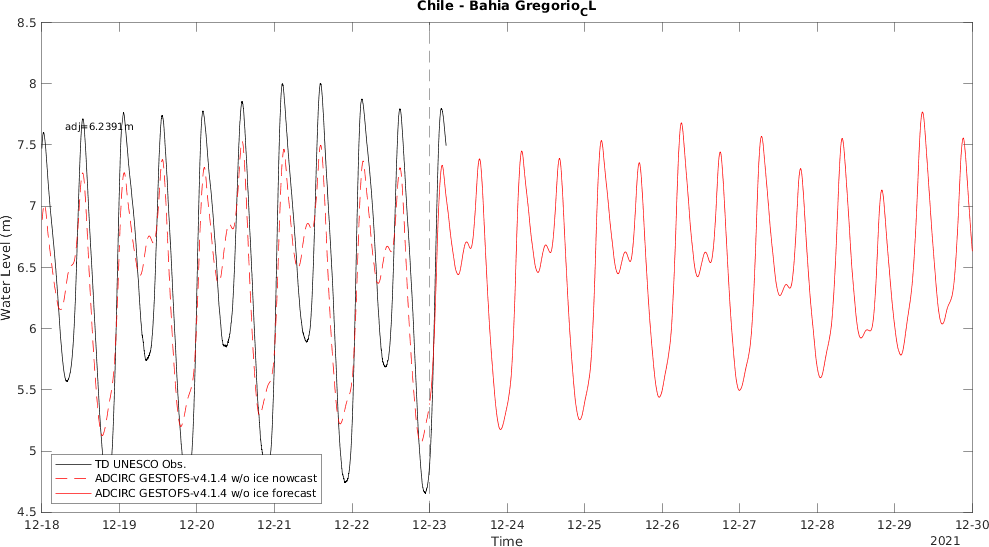 Chile - Bahia Gregorio_CL
8.5
8
7.5
7
6.5
6
5.5
5
4.5
adj=6.2391m
Water Level (m)
TD UNESCO Obs.
ADCIRC GESTOFS-v4.1.4 w/o ice nowcast
ADCIRC GESTOFS-v4.1.4 w/o ice forecast
12-18 12-19 12-20 12-21 12-22 12-23 12-24 12-25 12-26 12-27 12-28 12-29 12-30
Time
2021